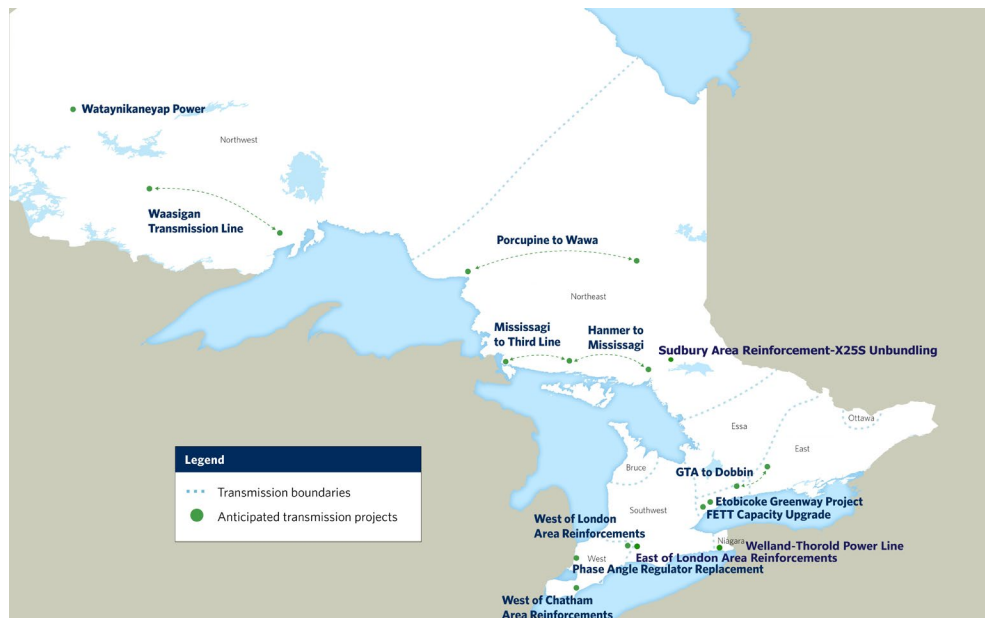 Wataynikaneyap Power
Northwest
Waasigan
Transmission Line
Porcupine to Wawa
Northeast
Mississagi
to Third Line
Hanmer to
Mississagi
Sudbury Area Reinforcement-X25S Unbundling
Essa
Ottawa
East
Bruce
GTA to Dobbin
Legend
Transmission boundaries
Anticipated transmission projects
Southwest
Etobicoke Greenway Project
FETT Capacity Upgrade
West of London
Area Reinforcements
Niagara
Welland-Thorold Power Line
West
East of London Area Reinforcements
Phase Angle Regulator Replacement
West of Chatham
Area Reinforcements